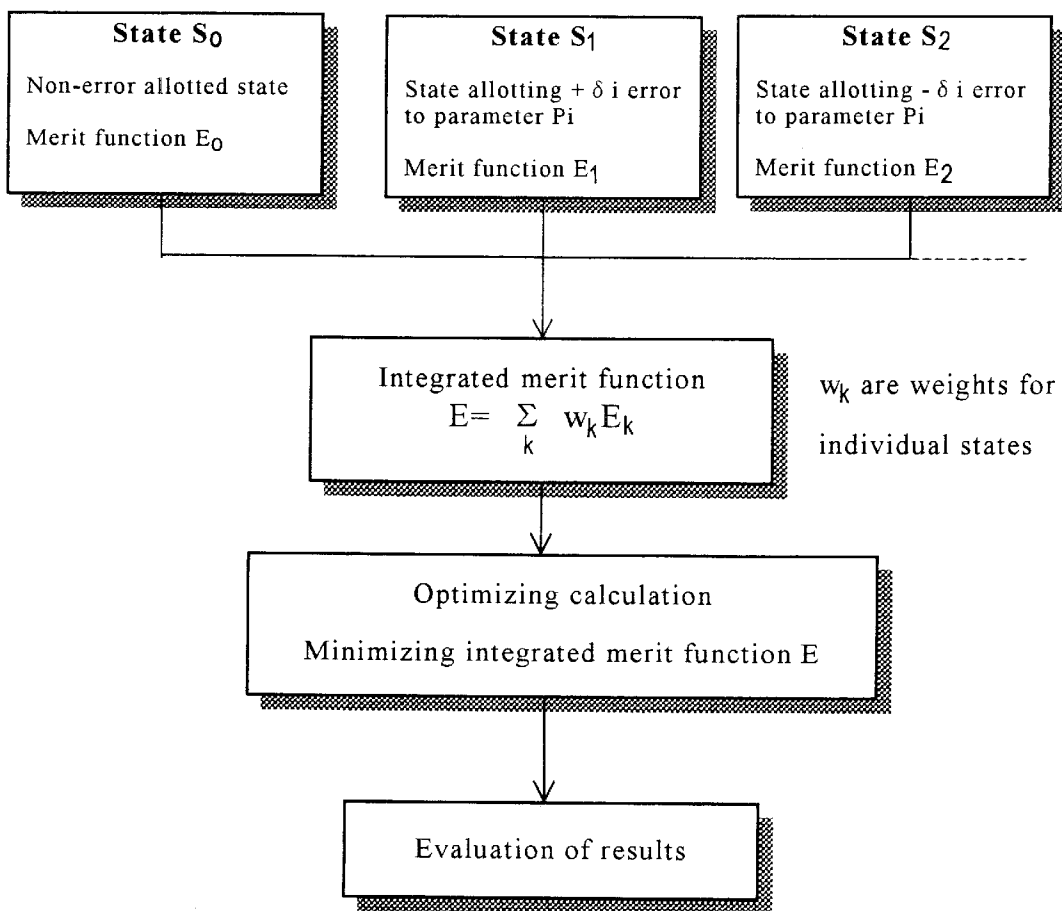 State S0
Non-error allotted state
Merit function E0
State S1
State allotting + δ i error
to parameter Pi
Merit function E1
State S2
State allotting - δ i error
to parameter Pi
Merit function E2
Integrated merit function
E= Σ wkEk
k
wk are weights for
individual states
Optimizing calculation
Minimizing integrated merit function E
Evaluation of results